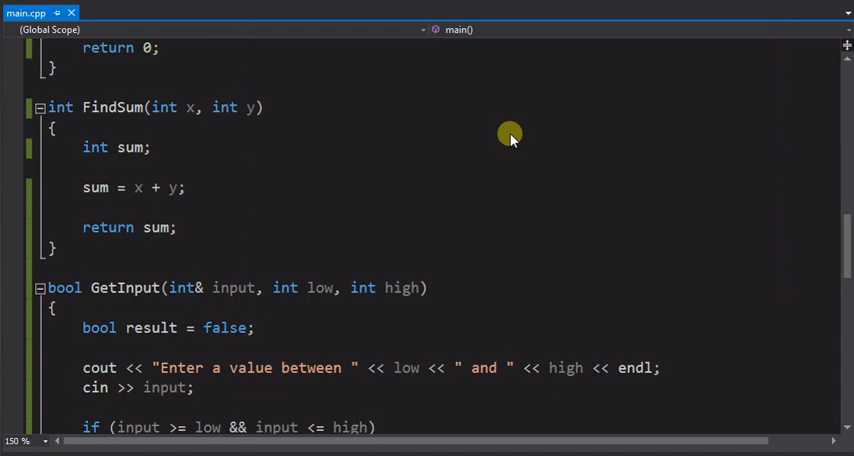 main.cpp
(Global Scope) main()
return 0;
}
int FindSum(int x, int y)
{
int sum;
sum = x + y;
return sum;
}
bool GetInput(int& input, int low, int high)
{
bool result = false;
cout << "Enter a value between " << low << " and " << high << endl;
cin >> input;
if (input >= low && input <= high)
150 %